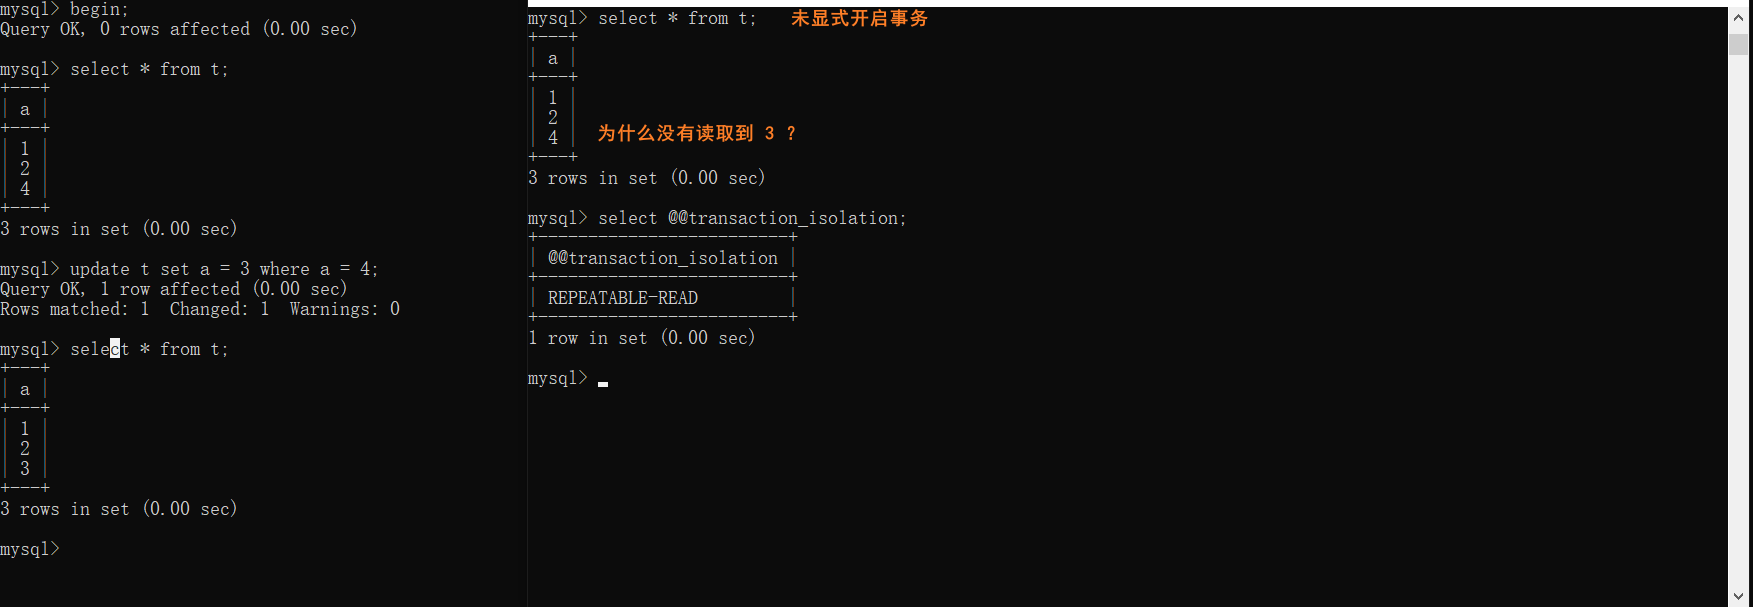 mysql> begin;
Query OK, 0 rows affected (0.00 sec)
mysql> select * from t;
+---+
| a |
+---+
| 1 |
| 2 |
| 4 |
+---+
3 rows in set (0.00 sec)
mysql> update t set a = 3 where a = 4;
Query OK, 1 row affected (0.00 sec)
Rows matched: 1  Changed: 1  Warnings: 0
mysql> select * from t;
+---+
| a |
+---+
| 1 |
| 2 |
| 3 |
+---+
3 rows in set (0.00 sec)
mysql>
mysql> select * from t; 未显式开启事务
+---+
| a |
+---+
| 1 |
| 2 |
| 4 | 为什么没有读取到 3 ?
+---+
3 rows in set (0.00 sec)
mysql> select @@transaction_isolation;
+-------------------------+
| @@transaction_isolation |
+-------------------------+
| REPEATABLE-READ         |
+-------------------------+
1 row in set (0.00 sec)
mysql>